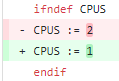 ifndef CPUS
- CPUS := 2
+ CPUS := 1
endif